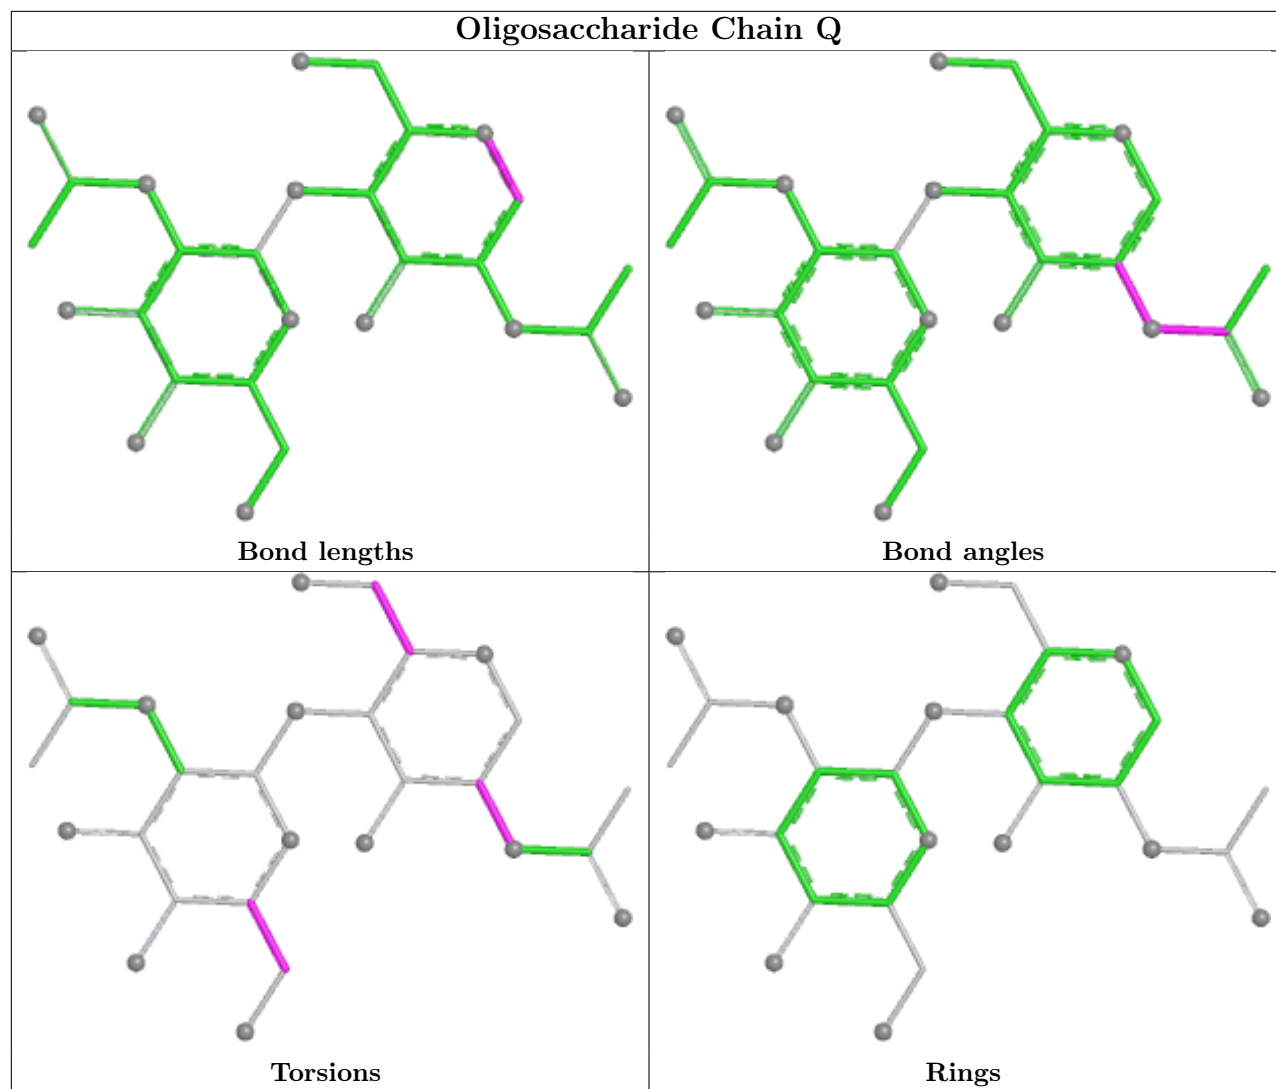 Oligosaccharide Chain Q
Bond lengths
Bond angles
Torsions
Rings